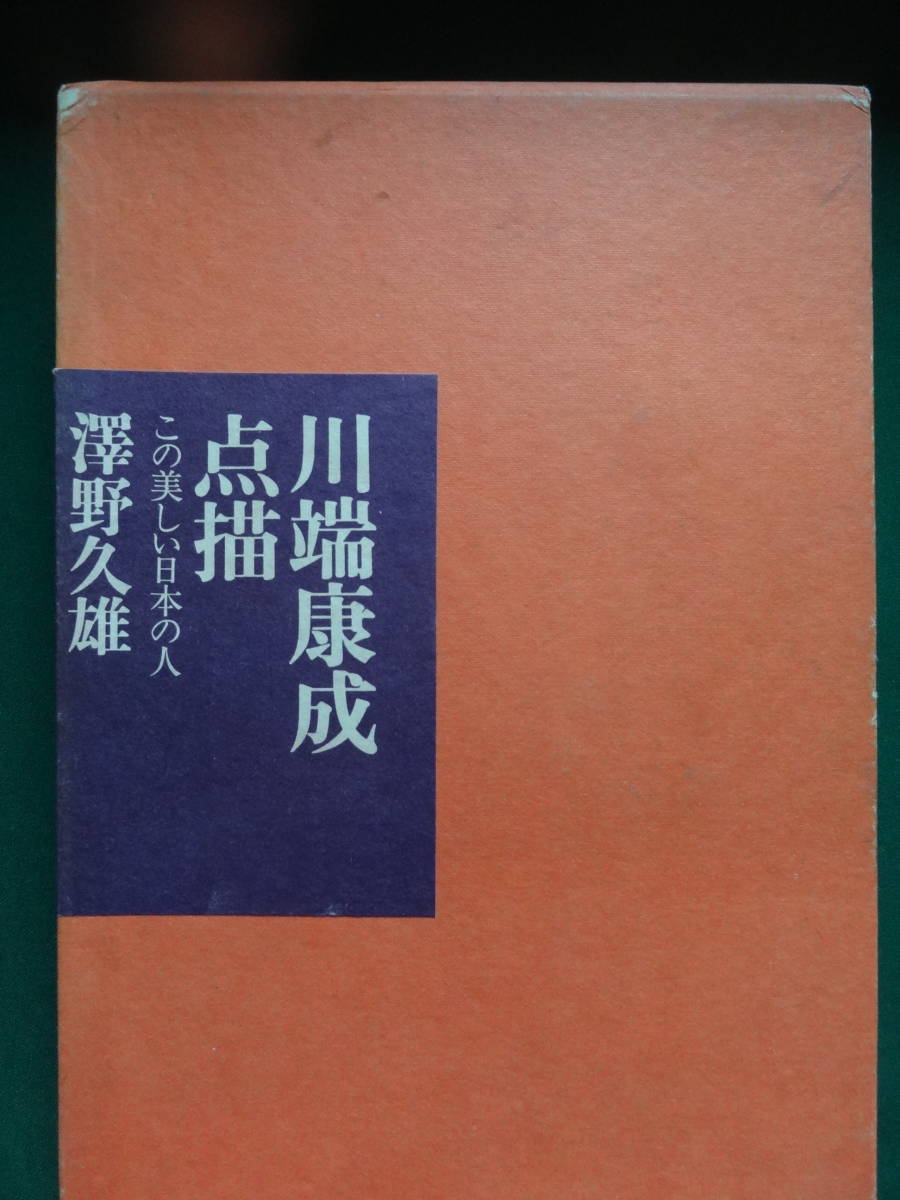 川端康成
点描
この美しい日本の人
澤野久雄